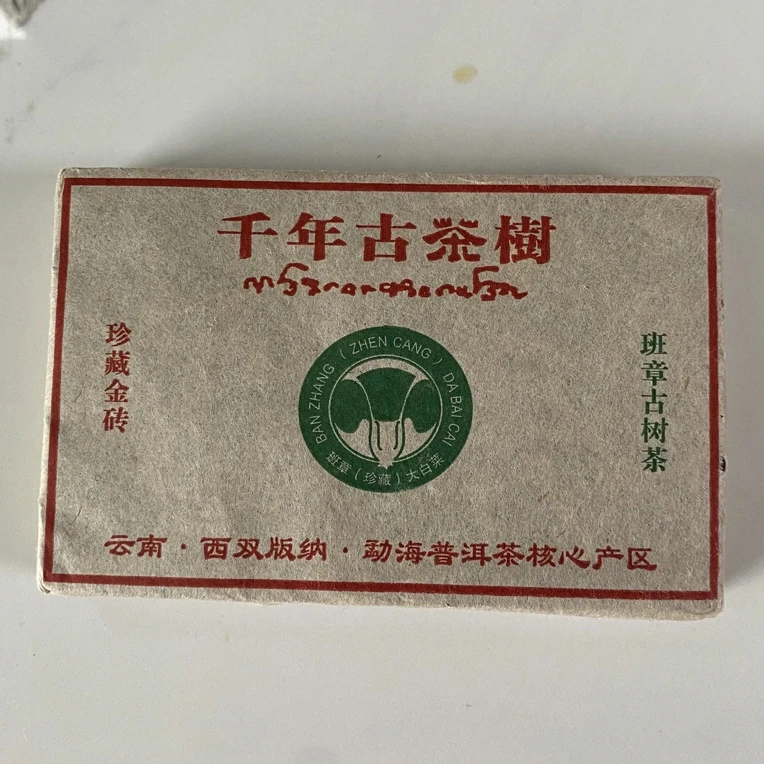 千年古茶樹
珍藏金砖
BAN ZHANG (ZHEN CANG) DA BAI CAI
班章(珍藏)大白菜
班章古树茶
云南·西双版纳·勐海普洱茶核心产区